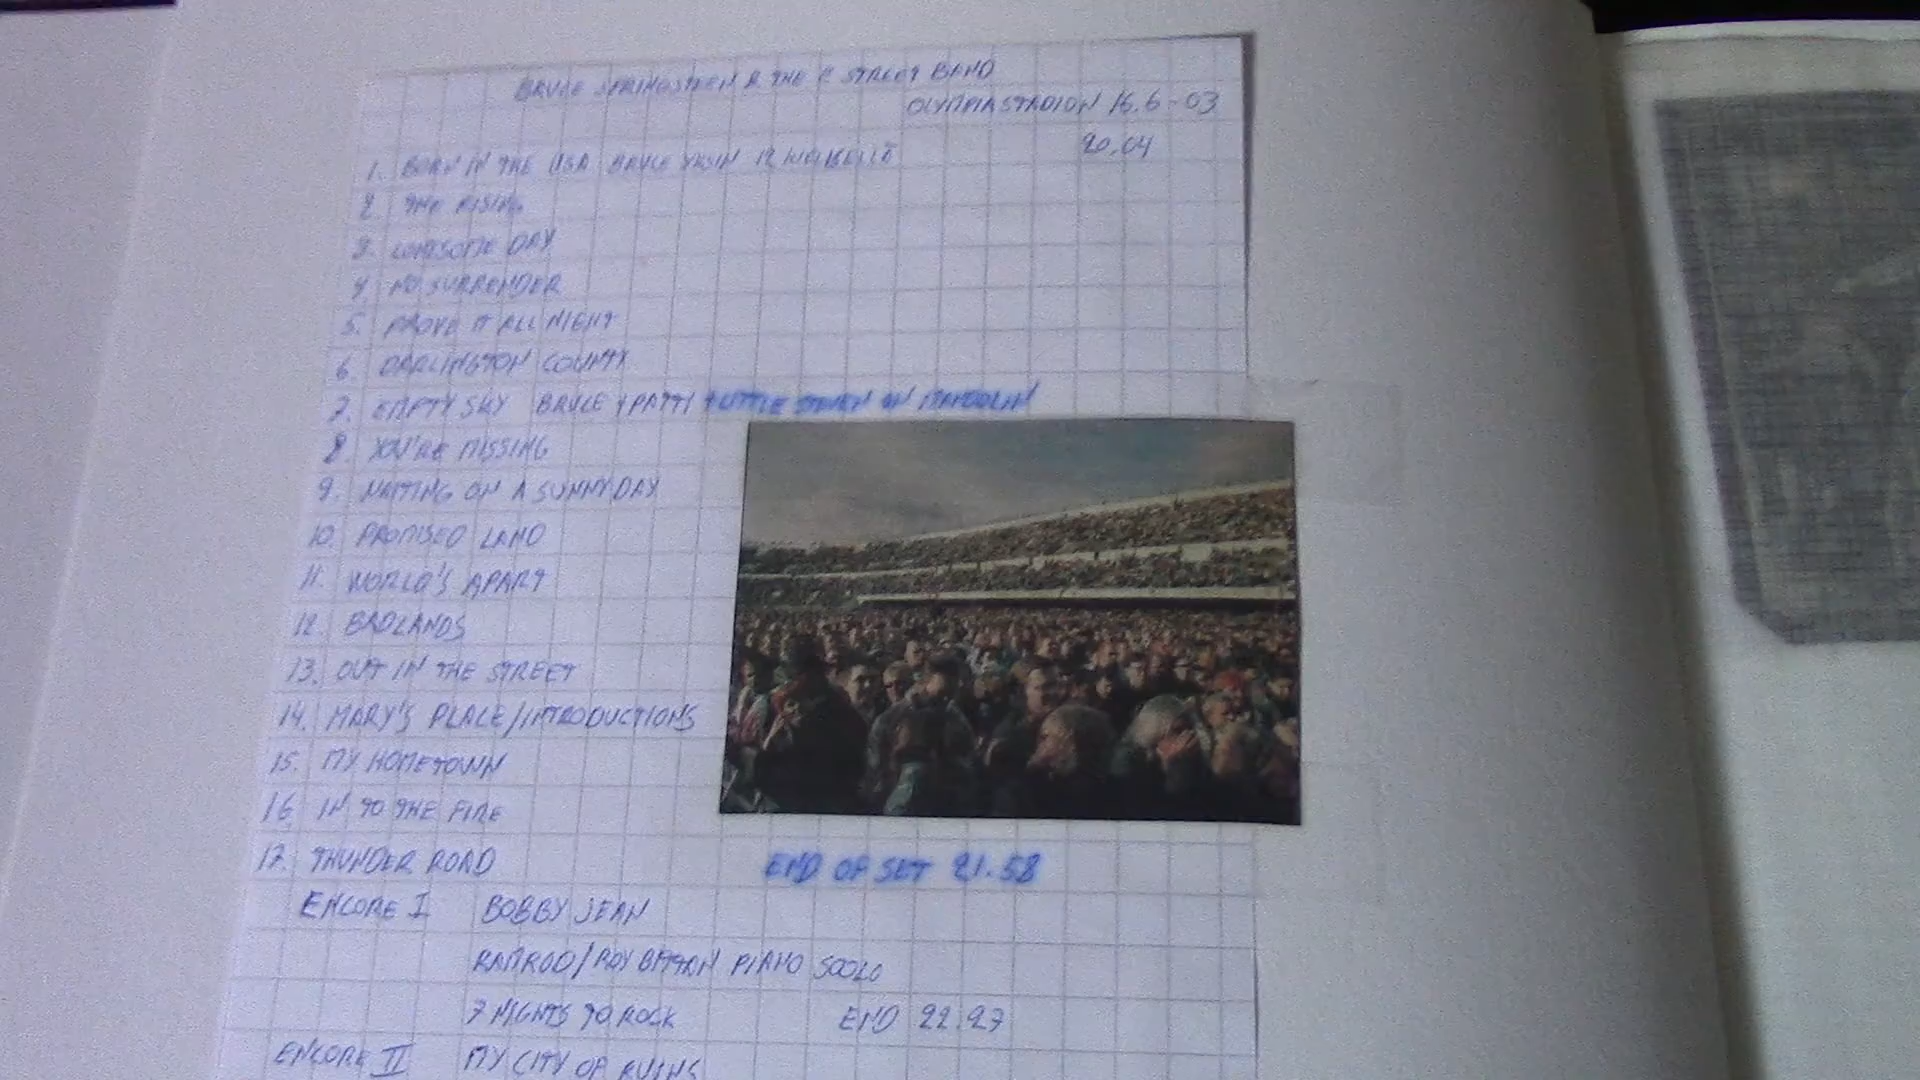 BRUCE SPRINGSTEEN & THE E STREET BAND
OLYMPIASTADION 16.6-03
20.04
1. BORN IN THE USA BRUCE YKSIN 12 KIELISELLÄ
2. THE RISING
3. LONESOME DAY
4 NO SURRENDER
5. PROVE IT ALL NIGHT
6. DARLINGTON COUNTY
7. EMPTY SKY BRUCE + PATTI + LITTLE STEVEN ON MANDOLIN
8. YOU'RE MISSING
9. WAITING ON A SUNNY DAY
10. PROMISED LAND
11. WORLD'S APART
12. BADLANDS
13. OUT IN THE STREET
14. MARY'S PLACE/INTRODUCTIONS
15. MY HOMETOWN
16. IN TO THE FIRE
17. THUNDER ROAD END OF SET 21.58
ENCORE I BOBBY JEAN
RAMROD/ROY BITTAN PIANO SOOLO
7 NIGHTS TO ROCK END 22.27
ENCORE II MY CITY OF RUINS